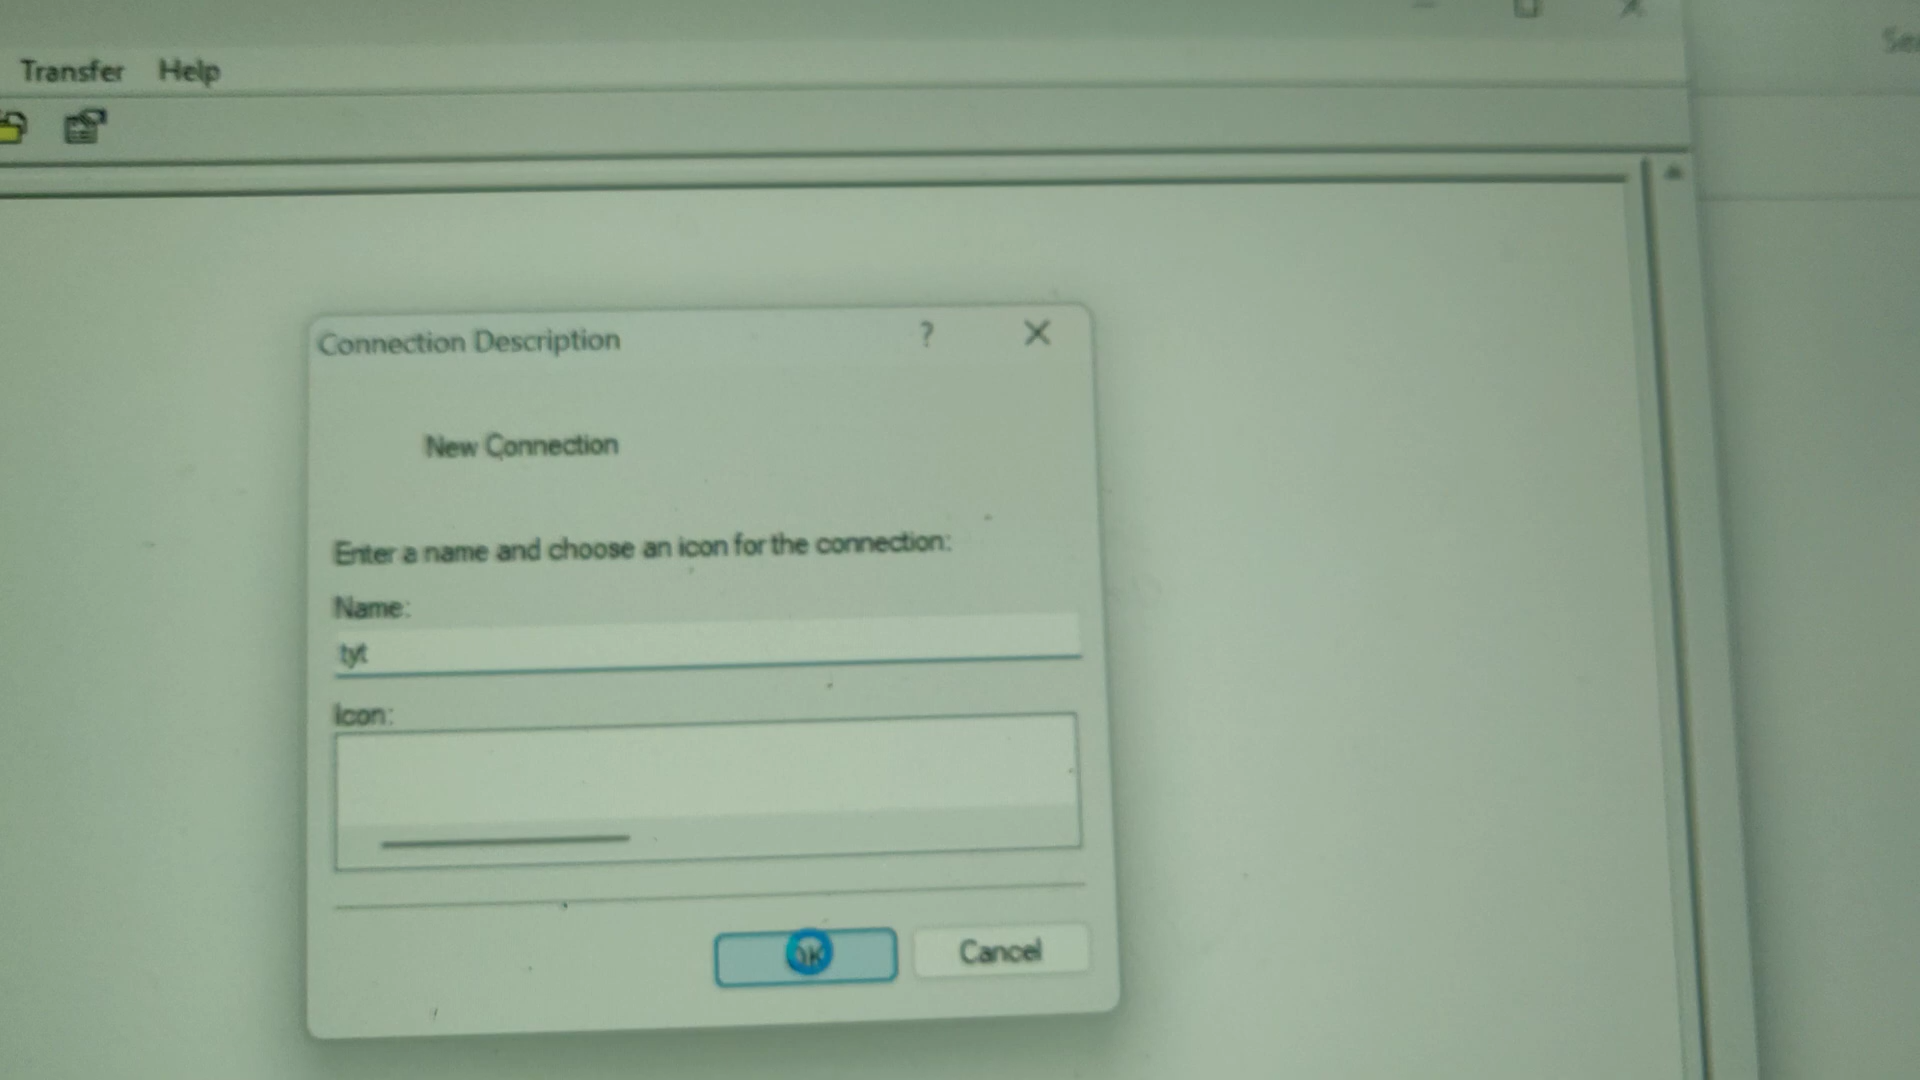 Transfer Help
Connection Description ?
New Connection
Enter a name and choose an icon for the connection:
Name:
tyt
Icon:
OK Cancel